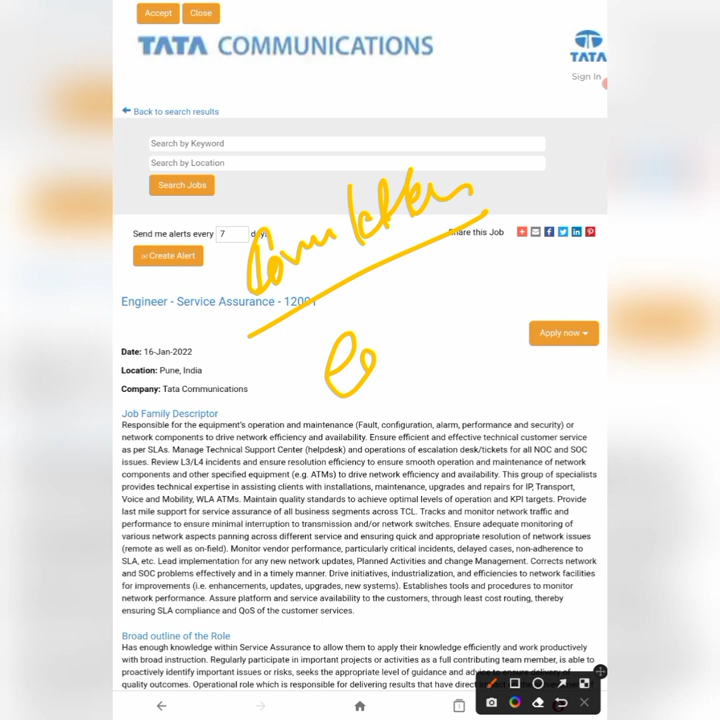 Accept Close
TATA COMMUNICATIONS
TATA
Sign In
Back to search results
Search by Keyword
Search by Location
Search Jobs
Send me alerts every 7
Share this Job
Create Alert
Engineer - Service Assurance - 12001
Apply now
Date: 16-Jan-2022
Location: Pune, India
Company: Tata Communications
Job Family Descriptor
Responsible for the equipment's operation and maintenance (Fault, configuration, alarm, performance and security) or
network components to drive network efficiency and availability. Ensure efficient and effective technical customer service
as per SLAs. Manage Technical Support Center (helpdesk) and operations of escalation desk/tickets for all NOC and SOC
issues. Review L3/L4 incidents and ensure resolution efficiency to ensure smooth operation and maintenance of network
components and other specified equipment (e.g. ATMs) to drive network efficiency and availability. This group of specialists
provides technical expertise in assisting clients with installations, maintenance, upgrades and repairs for IP, Transport,
Voice and Mobility, WLA ATMs. Maintain quality standards to achieve optimal levels of operation and KPI targets. Provide
last mile support for service assurance of all business segments across TCL. Tracks and monitor network traffic and
performance to ensure minimal interruption to transmission and/or network switches. Ensure adequate monitoring of
various network aspects panning across different service and ensuring quick and appropriate resolution of network issues
(remote as well as on-field). Monitor vendor performance, particularly critical incidents, delayed cases, non-adherence to
SLA, etc. Lead implementation for any new network updates, Planned Activities and change Management. Corrects network
and SOC problems effectively and in a timely manner. Drive initiatives, industrialization, and efficiencies to network facilities
for improvements (i.e. enhancements, updates, upgrades, new systems). Establishes tools and procedures to monitor
network performance. Assure platform and service availability to the customers, through least cost routing, thereby
ensuring SLA compliance and QoS of the customer services.
Broad outline of the Role
Has enough knowledge within Service Assurance to allow them to apply their knowledge efficiently and work productively
with broad instruction. Regularly participate in important projects or activities as a full contributing team member, is able to
proactively identify important issues or risks, seeks the appropriate level of guidance and advice to ensure delivery of
quality outcomes. Operational role which is responsible for delivering results that have direct